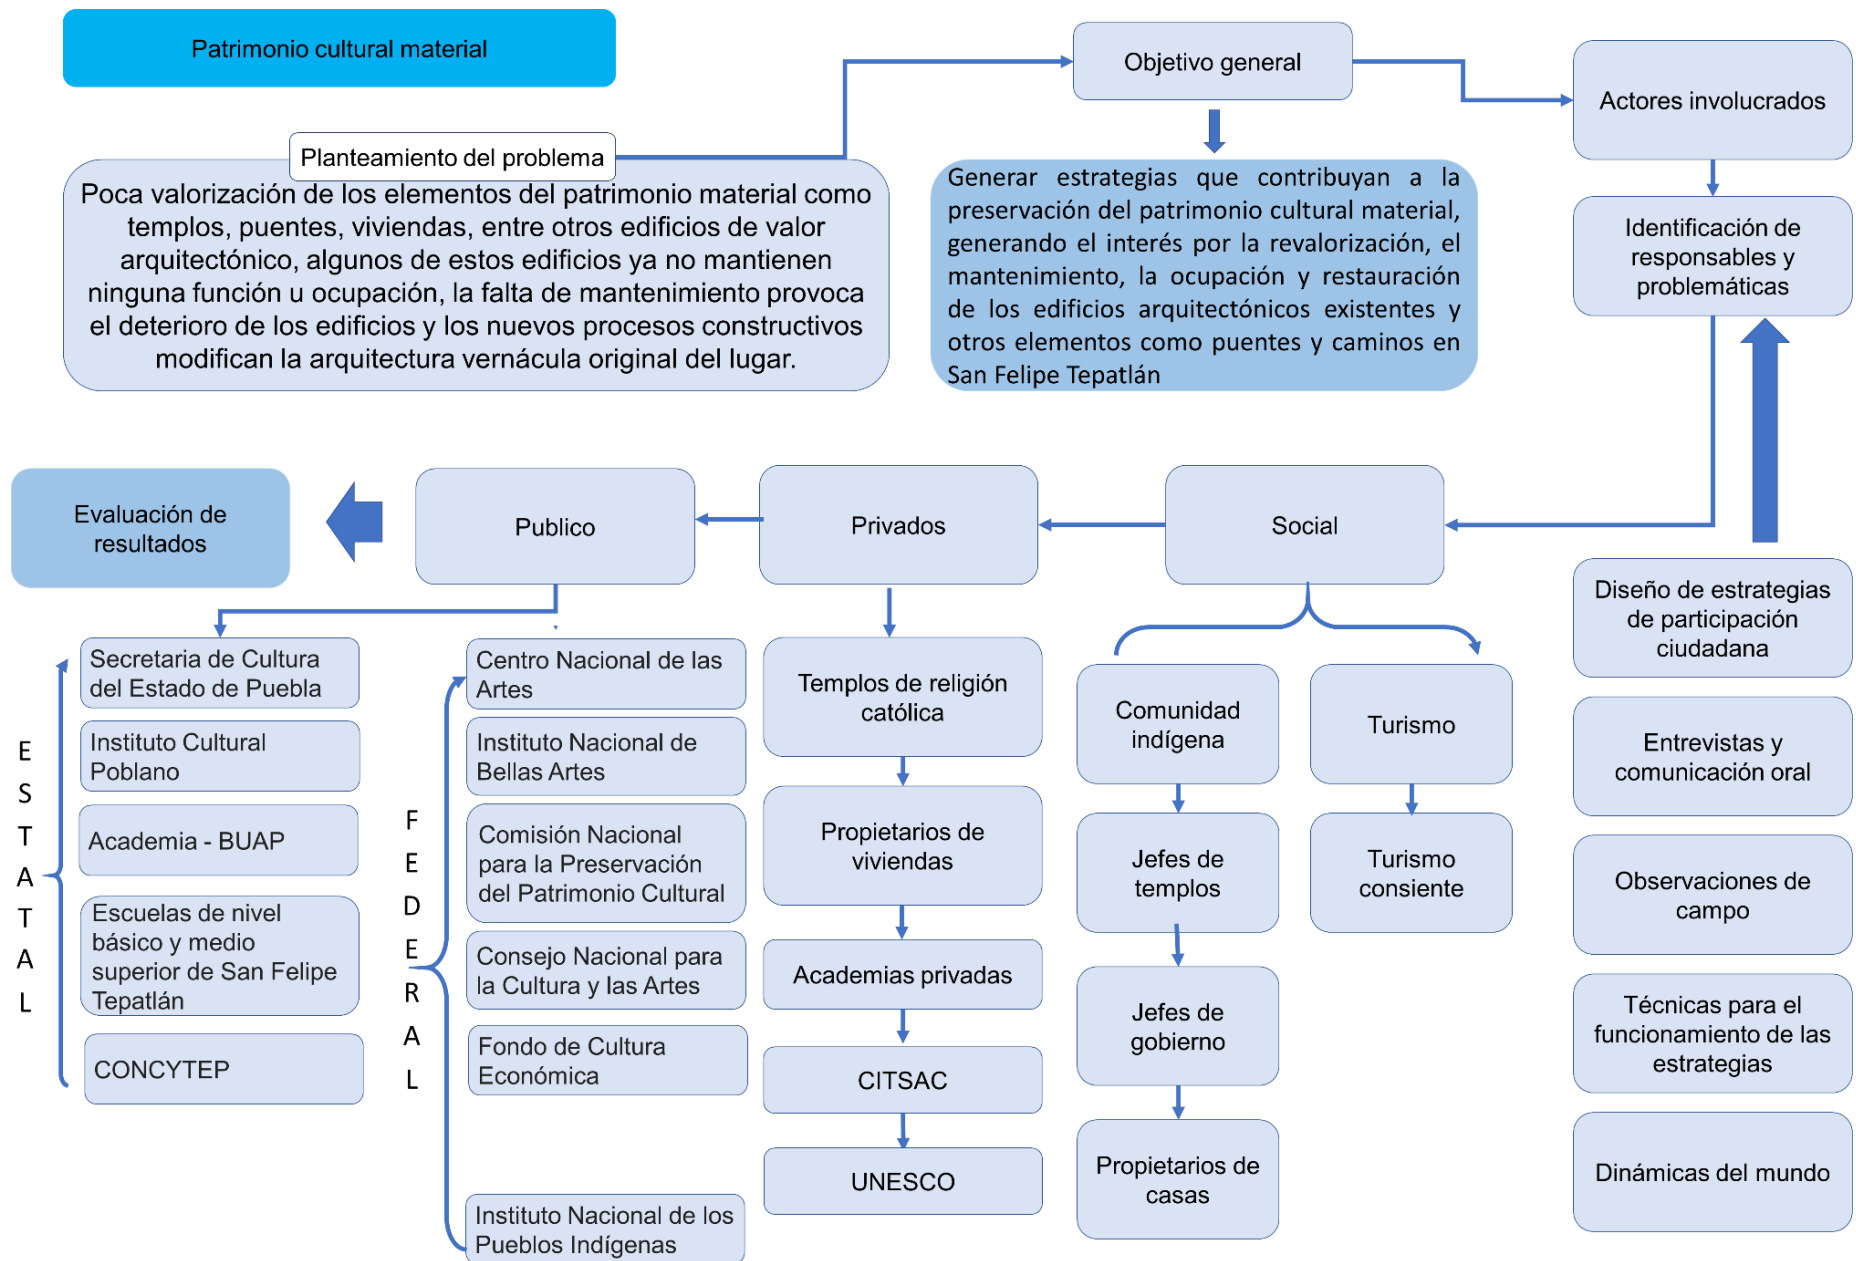 Patrimonio cultural material
Objetivo general
Actores involucrados
Planteamiento del problema
Poca valorización de los elementos del patrimonio material como
templos, puentes, viviendas, entre otros edificios de valor
arquitectónico, algunos de estos edificios ya no mantienen
ninguna función u ocupación, la falta de mantenimiento provoca
el deterioro de los edificios y los nuevos procesos constructivos
modifican la arquitectura vernácula original del lugar.
Generar estrategias que contribuyan a la
preservación del patrimonio cultural material,
generando el interés por la revalorización, el
mantenimiento, la ocupación y restauración
de los edificios arquitectónicos existentes y
otros elementos como puentes y caminos en
San Felipe Tepatlán
Identificación de
responsables y
problemáticas
Evaluación de
resultados
Publico
Privados
Social
ESTATAL
Secretaria de Cultura
del Estado de Puebla
Instituto Cultural
Poblano
Academia - BUAP
Escuelas de nivel
básico y medio
superior de San Felipe
Tepatlán
CONCYTEP
FEDERAL
Centro Nacional de las
Artes
Instituto Nacional de
Bellas Artes
Comisión Nacional
para la Preservación
del Patrimonio Cultural
Consejo Nacional para
la Cultura y las Artes
Fondo de Cultura
Económica
Instituto Nacional de los
Pueblos Indígenas
Templos de religión
católica
Propietarios de
viviendas
Academias privadas
CITSAC
UNESCO
Comunidad
indígena
Jefes de
templos
Jefes de
gobierno
Propietarios de
casas
Turismo
Turismo
consiente
Diseño de estrategias
de participación
ciudadana
Entrevistas y
comunicación oral
Observaciones de
campo
Técnicas para el
funcionamiento de las
estrategias
Dinámicas del mundo